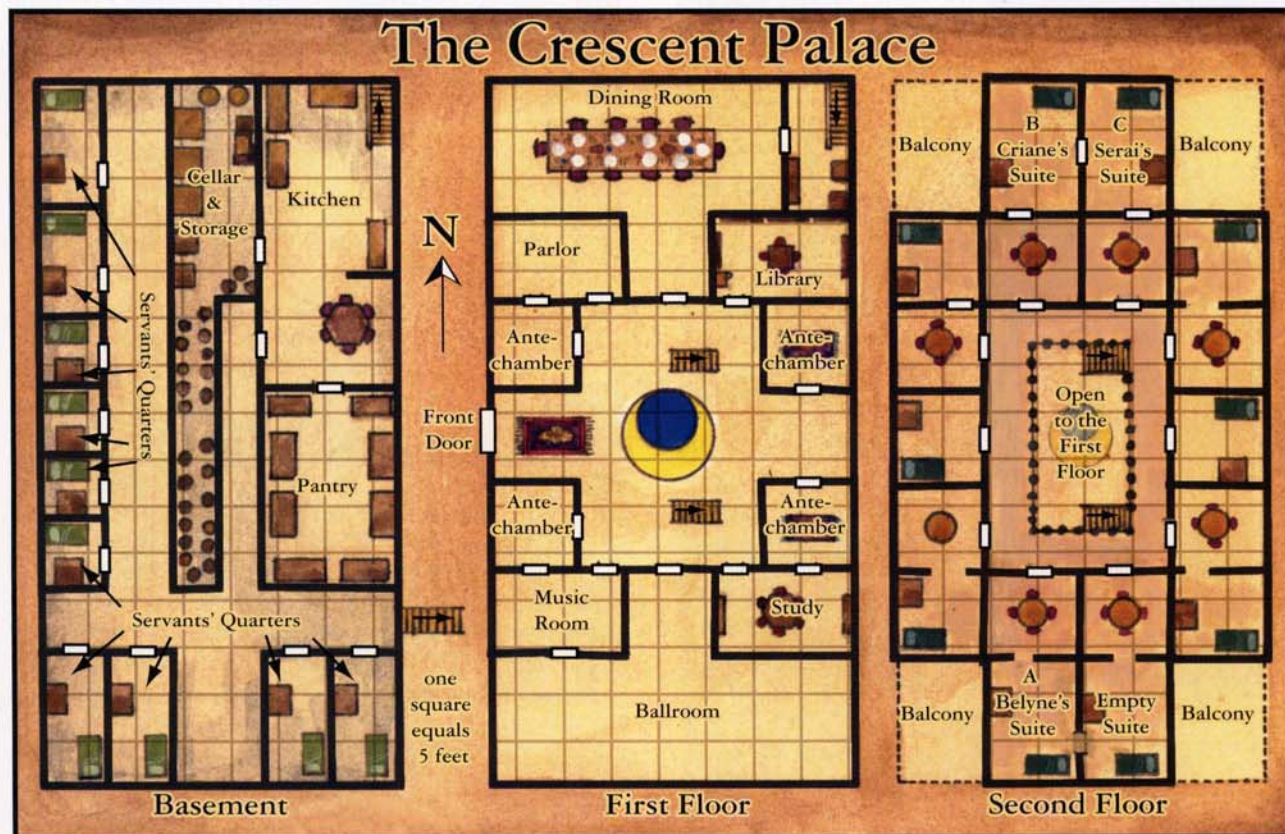 The Crescent Palace
Cellar
&
Storage
Kitchen
Servants' Quarters
Pantry
Servants' Quarters
Basement
N
one
square
equals
5 feet
Dining Room
Parlor
Library
Ante-
chamber
Ante-
chamber
Front
Door
Ante-
chamber
Ante-
chamber
Music
Room
Study
Ballroom
First Floor
Balcony
B
Criane's
Suite
C
Serai's
Suite
Balcony
Open
to the
First
Floor
Balcony
A
Belyne's
Suite
Empty
Suite
Balcony
Second Floor